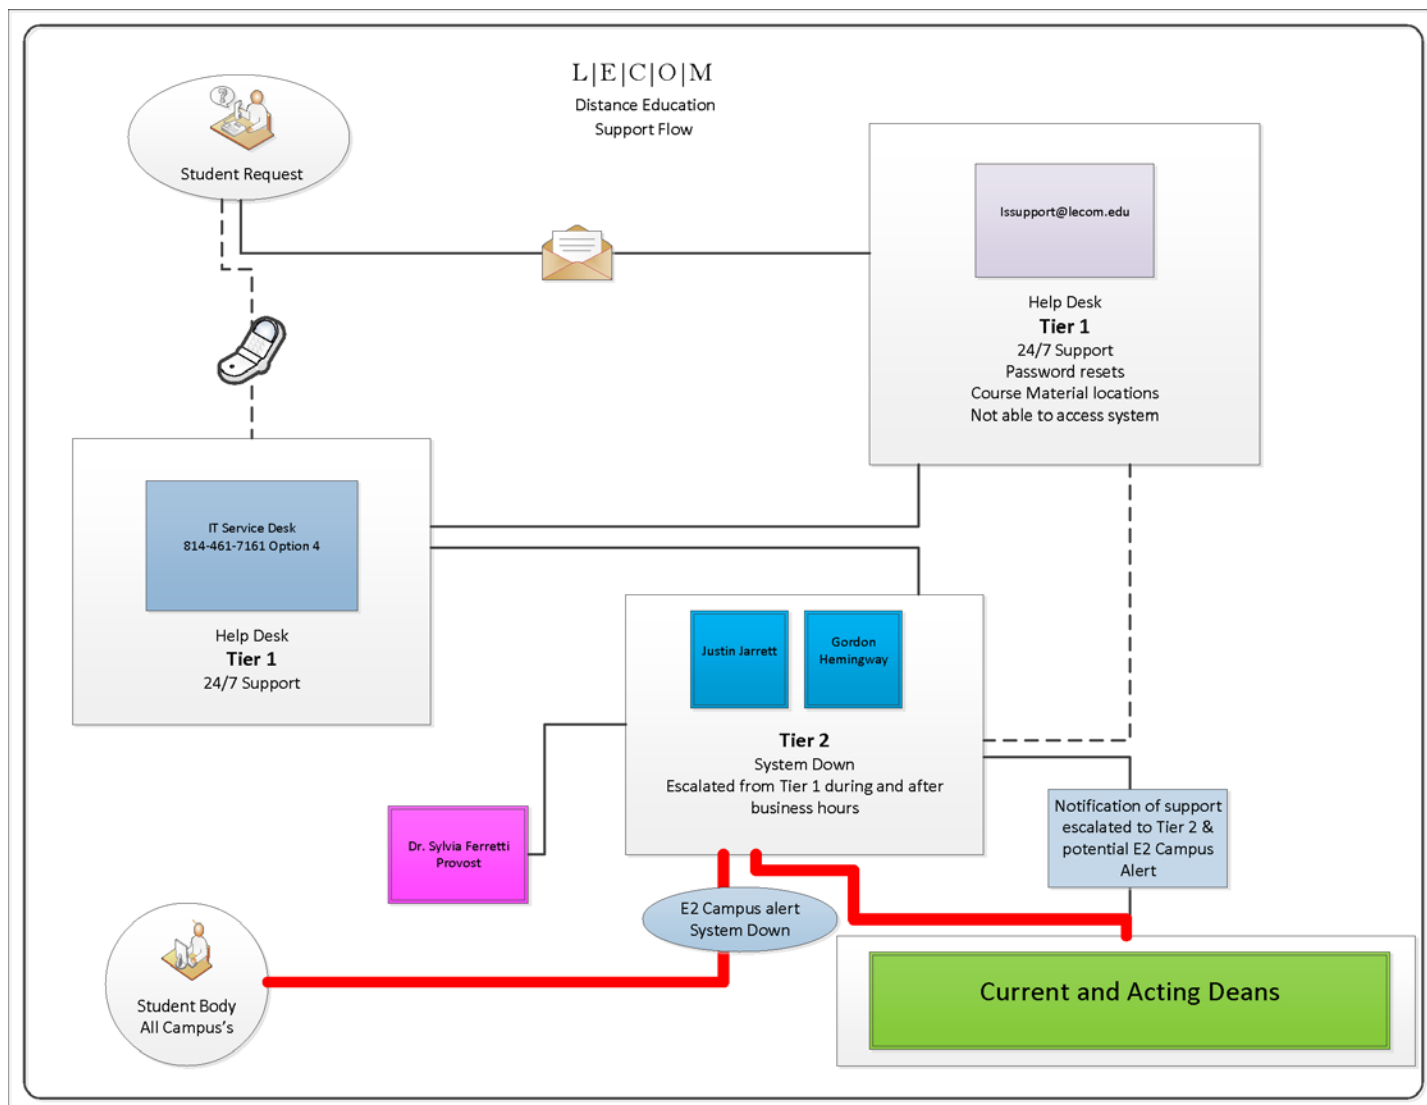 L|E|C|O|M
Distance Education
Support Flow
Student Request
lssupport@lecom.edu
Help Desk
Tier 1
24/7 Support
Password resets
Course Material locations
Not able to access system
IT Service Desk
814-461-7161 Option 4
Help Desk
Tier 1
24/7 Support
Justin Jarrett
Gordon
Hemingway
Tier 2
System Down
Escalated from Tier 1 during and after
business hours
Dr. Sylvia Ferretti
Provost
Notification of support
escalated to Tier 2 &
potential E2 Campus
Alert
E2 Campus alert
System Down
Student Body
All Campus's
Current and Acting Deans